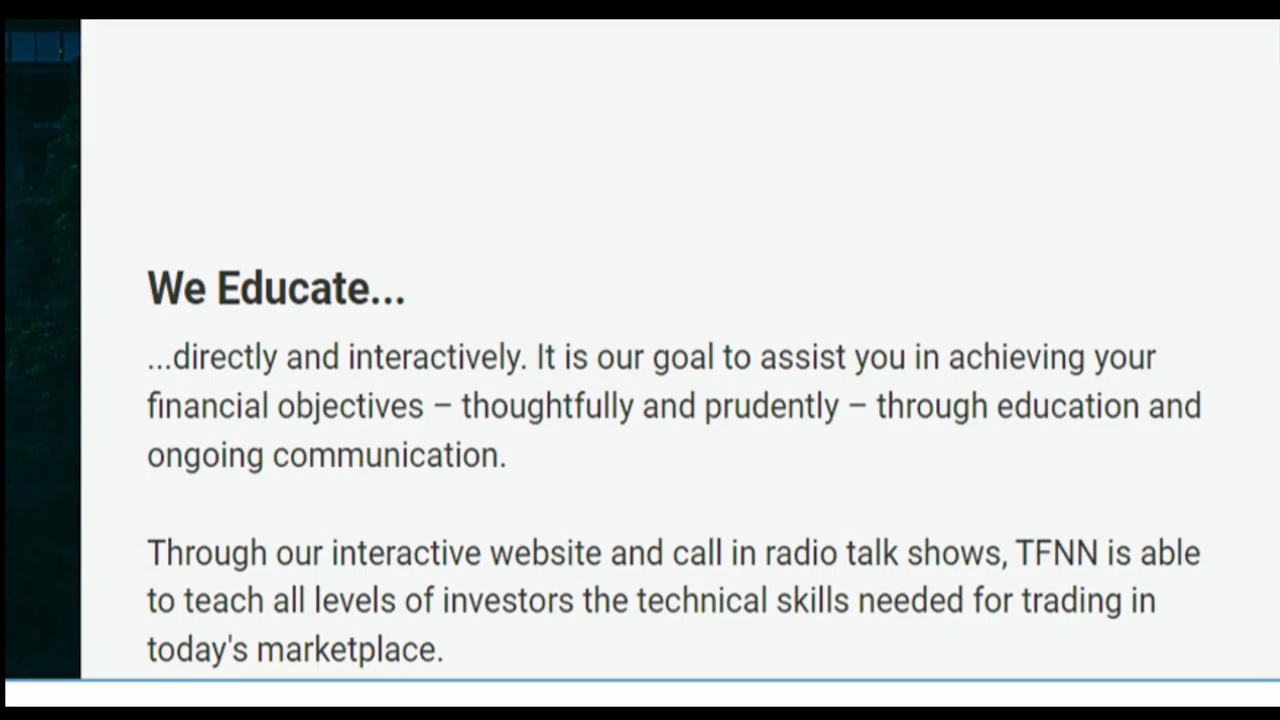 We Educate...
...directly and interactively. It is our goal to assist you in achieving your
financial objectives – thoughtfully and prudently – through education and
ongoing communication.
Through our interactive website and call in radio talk shows, TFNN is able
to teach all levels of investors the technical skills needed for trading in
today's marketplace.